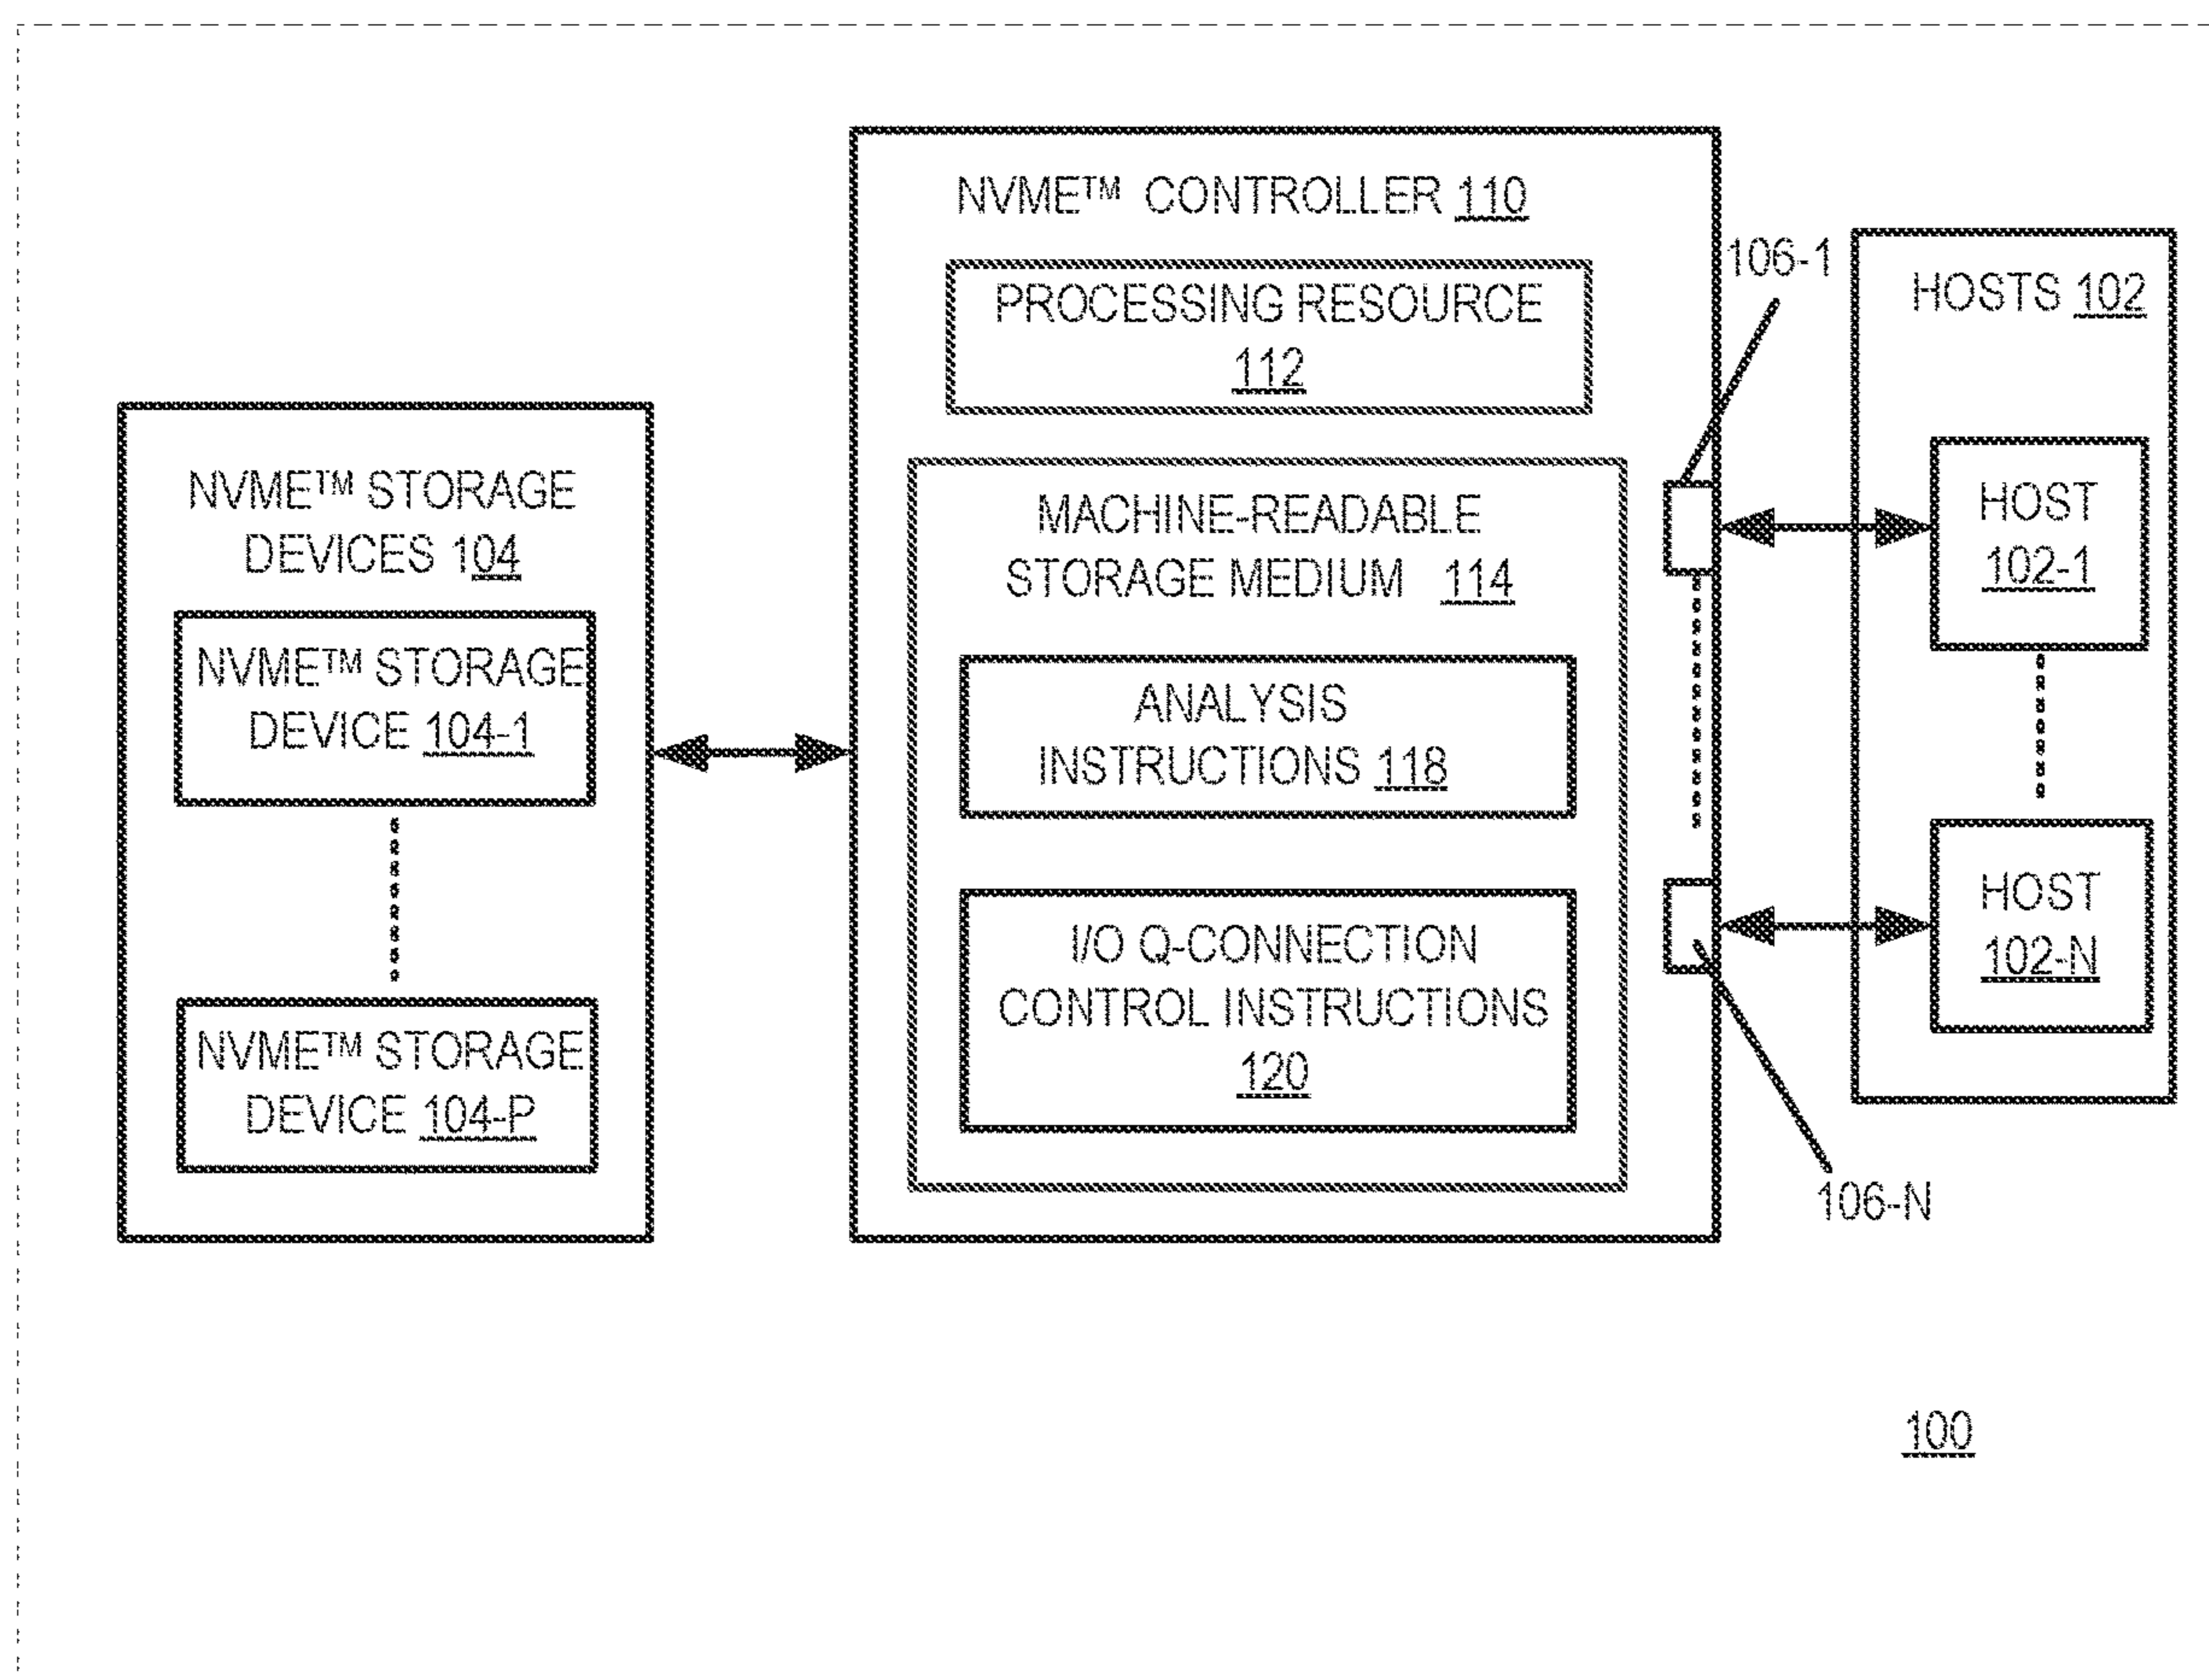 NVME™ STORAGE
DEVICES 104
NVME™ STORAGE
DEVICE 104-1
NVME™ STORAGE
DEVICE 104-P
NVME™ CONTROLLER 110
PROCESSING RESOURCE
112
MACHINE-READABLE
STORAGE MEDIUM 114
ANALYSIS
INSTRUCTIONS 118
I/O Q-CONNECTION
CONTROL INSTRUCTIONS
120
106-1
HOSTS 102
HOST
102-1
HOST
102-N
106-N
100